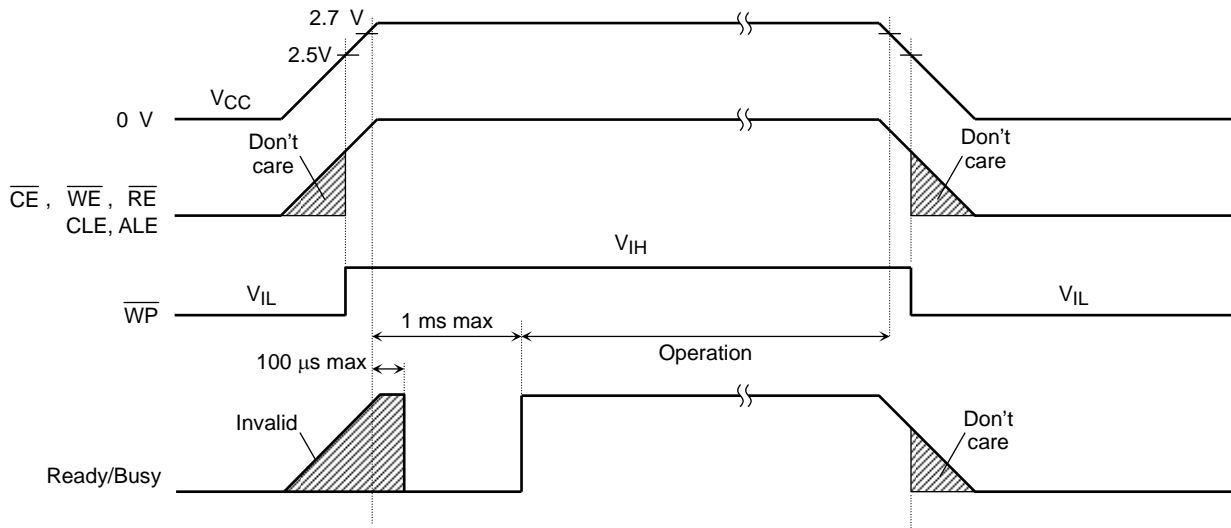 2.7 V
2.5V
VCC
0 V
Don't
care
Don't
care
CE , WE , RE
CLE, ALE
VIH
VIL
VIL
WP
1 ms max
Operation
100 μs max
Invalid
Don't
care
Ready/Busy